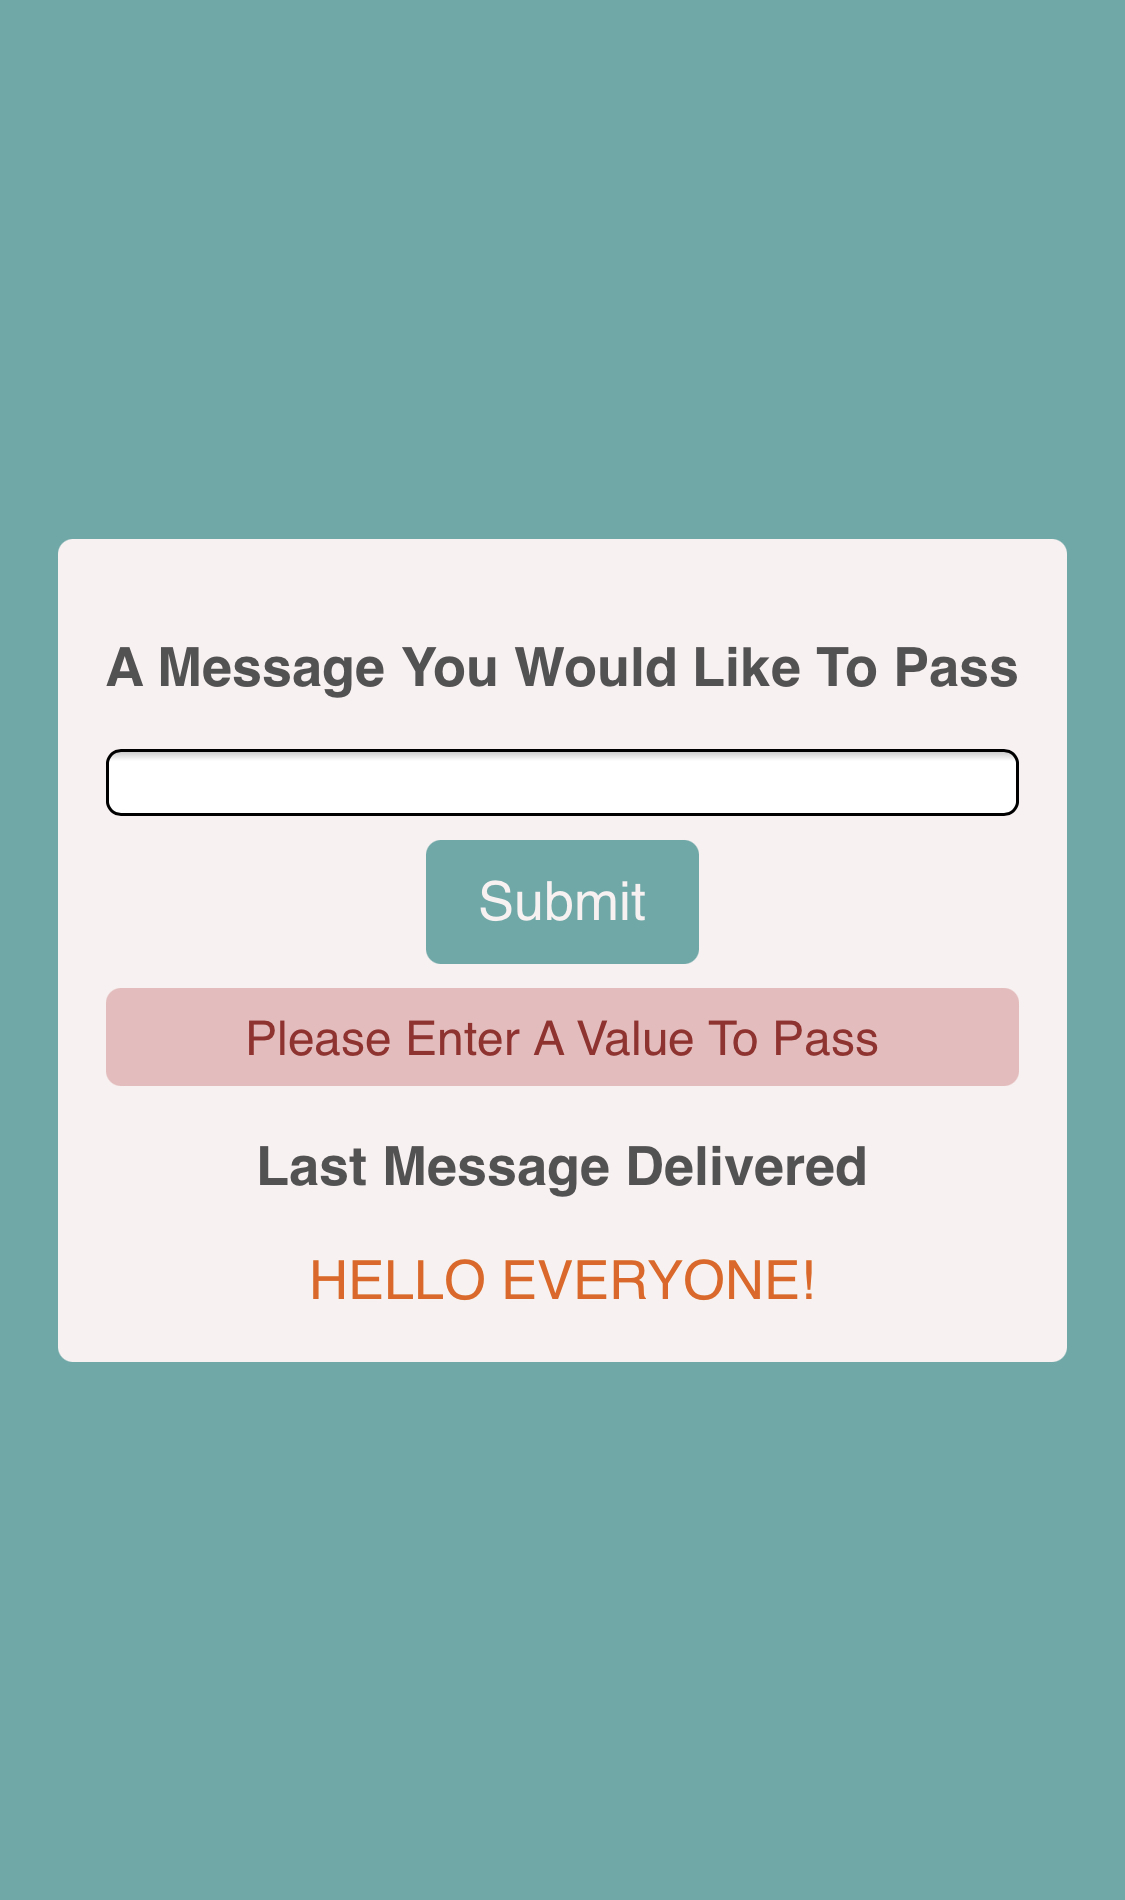 A Message You Would Like To Pass
Submit
Please Enter A Value To Pass
Last Message Delivered
HELLO EVERYONE!